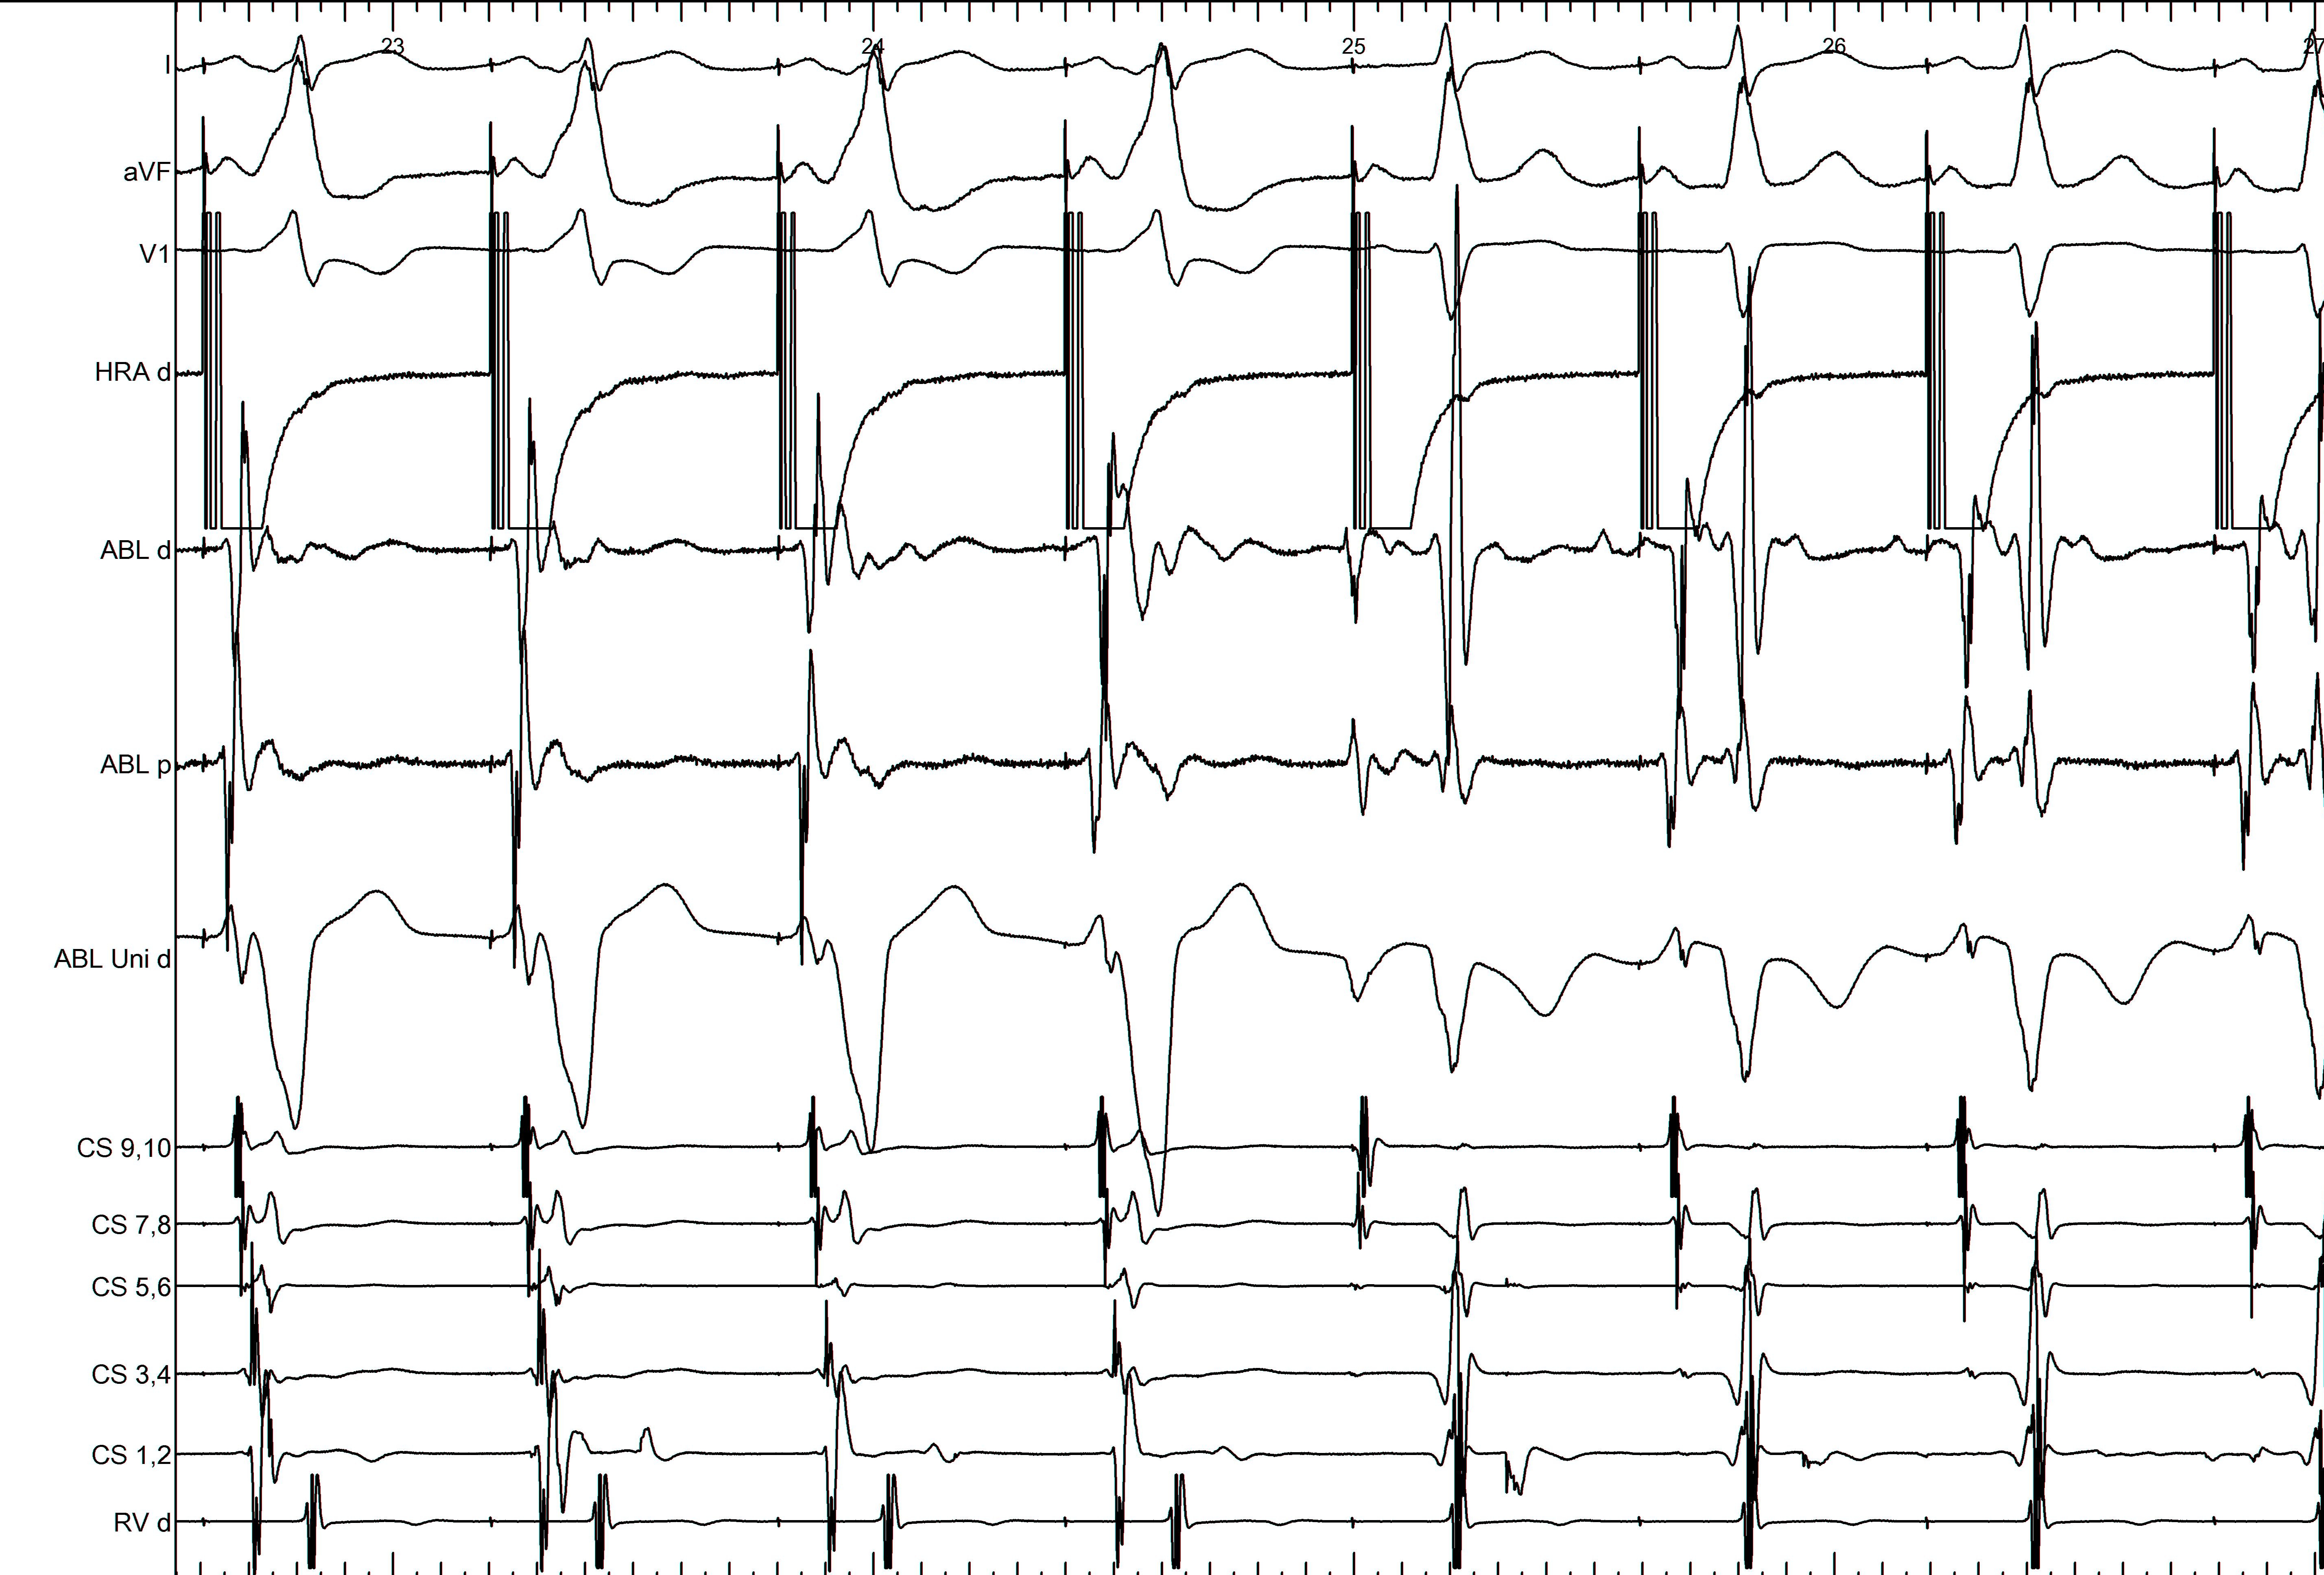 23 24 25 26 27
I
aVF
V1
HRA d
ABL d
ABL p
ABL Uni d
CS 9,10
CS 7,8
CS 5,6
CS 3,4
CS 1,2
RV d